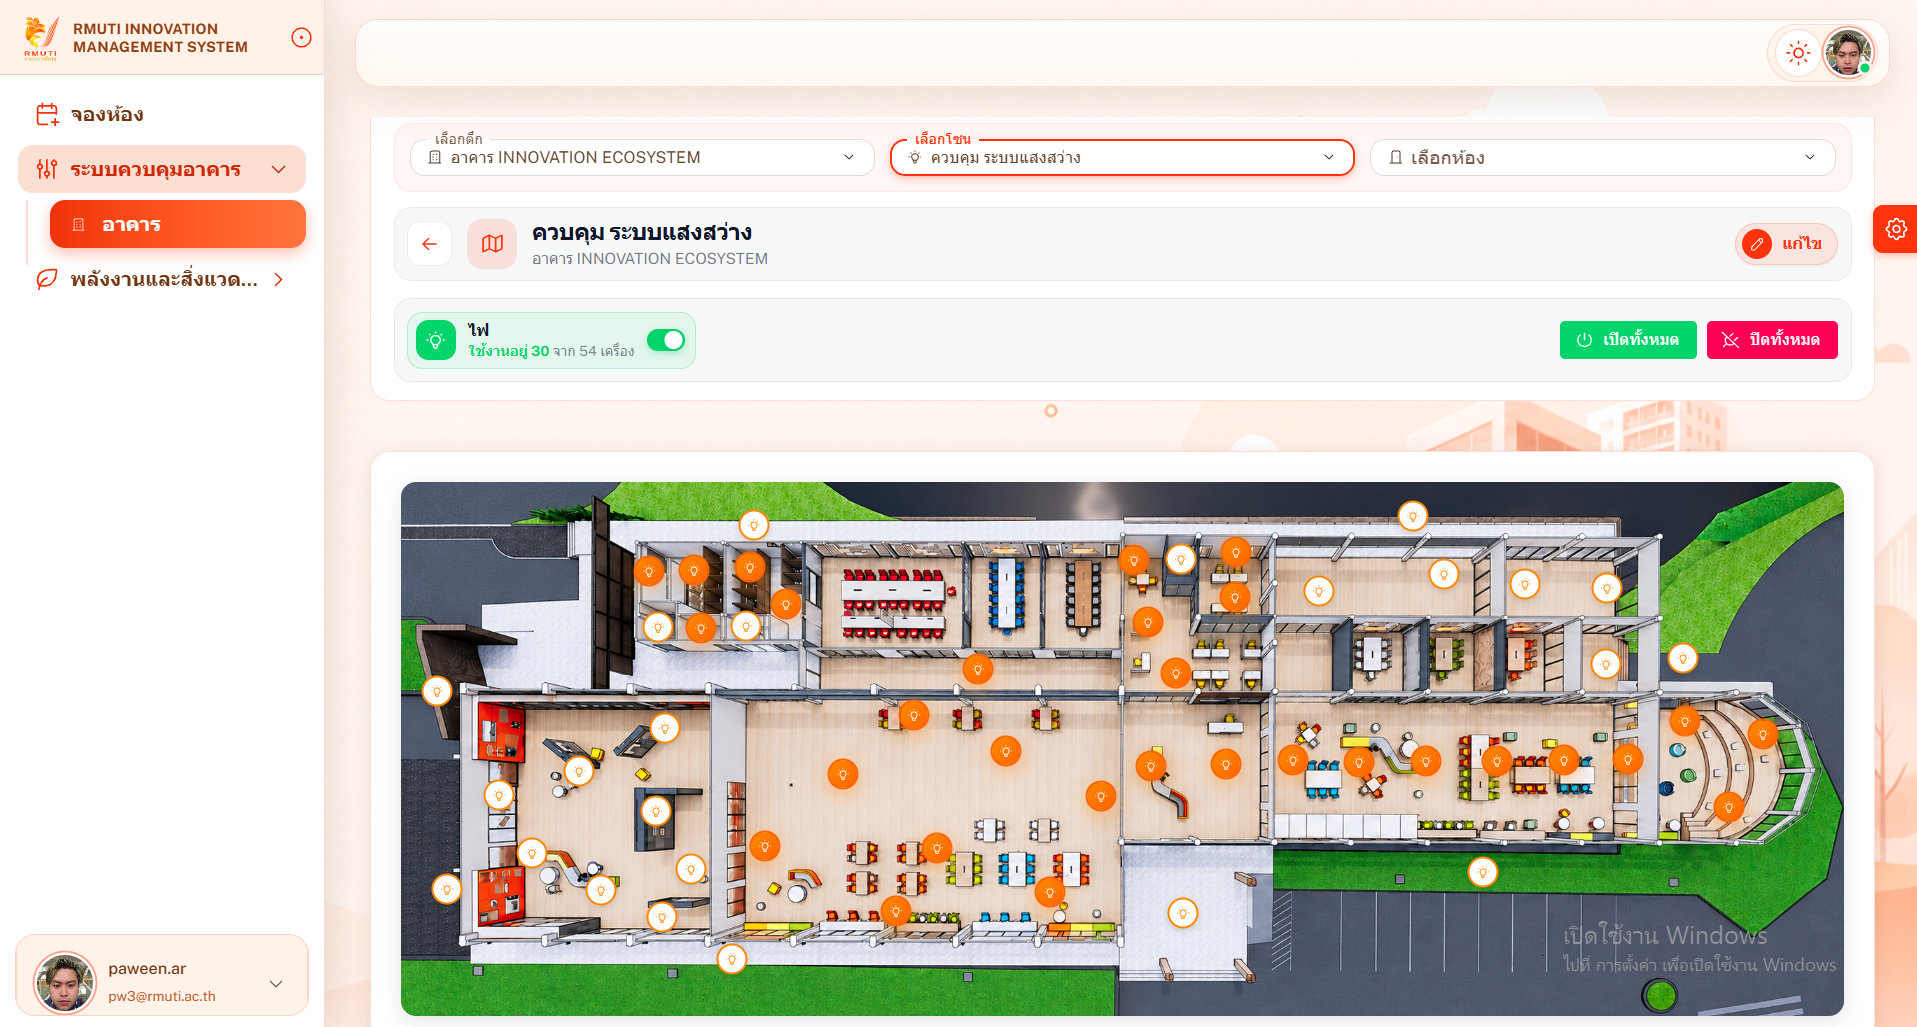 RMUTI INNOVATION
MANAGEMENT SYSTEM
RMUTI
จองห้อง
ระบบควบคุมอาคาร
อาคาร
พลังงานและสิ่งแวด...
paween.ar
pw3@rmuti.ac.th
เลือกตึก
อาคาร INNOVATION ECOSYSTEM
เลือกโซน
ควบคุม ระบบแสงสว่าง
เลือกห้อง
ควบคุม ระบบแสงสว่าง
อาคาร INNOVATION ECOSYSTEM
แก้ไข
ไฟ
ใช้งานอยู่ 30 จาก 54 เครื่อง
เปิดทั้งหมด
ปิดทั้งหมด
เปิดใช้งาน Windows
ไปที่ การตั้งค่า เพื่อเปิดใช้งาน Windows